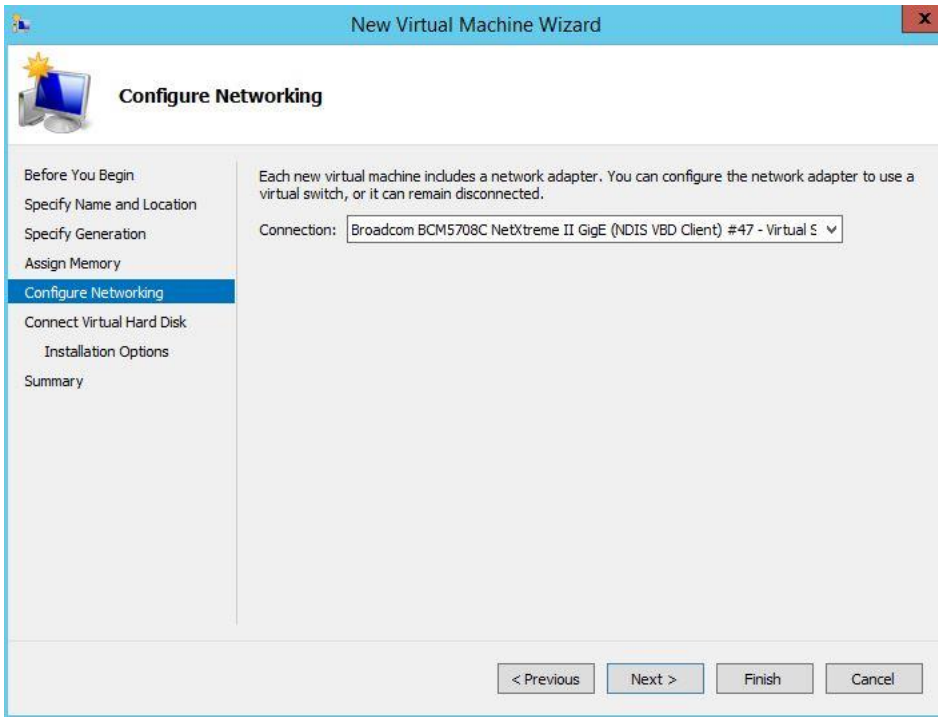 New Virtual Machine Wizard
X
Configure Networking
Before You Begin
Specify Name and Location
Specify Generation
Assign Memory
Configure Networking
Connect Virtual Hard Disk
Installation Options
Summary
Each new virtual machine includes a network adapter. You can configure the network adapter to use a
virtual switch, or it can remain disconnected.
Connection: Broadcom BCM5708C NetXtreme II GigE (NDIS VBD Client) #47 - Virtual S
< Previous Next > Finish Cancel